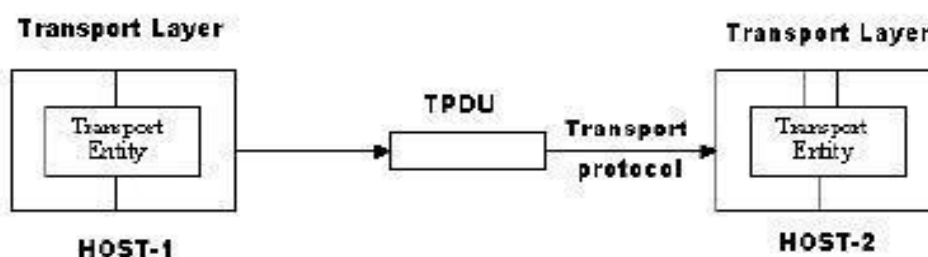 Transport Layer
Transport Layer
TPDU
Transport
Entity
Transport
protocol
Transport
Entity
HOST-1
HOST-2